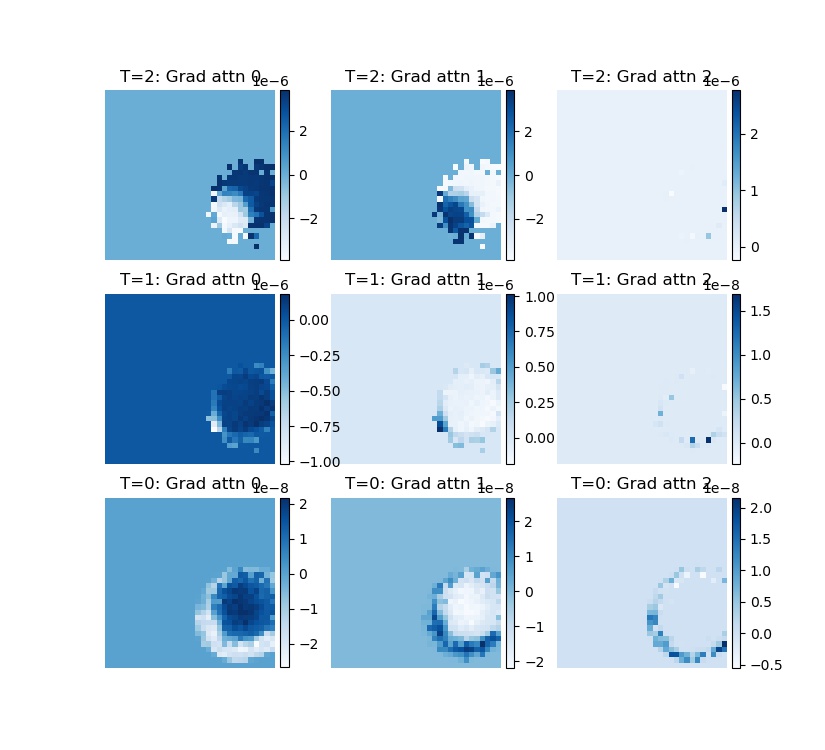 T=2: Grad attn 0
1e−6
T=2: Grad attn 1
1e−6
T=2: Grad attn 2
1e−6
2
0
−2
2
0
−2
2
1
0
T=1: Grad attn 0
1e−6
T=1: Grad attn 1
1e−6
T=1: Grad attn 2
1e−8
0.00
−0.25
−0.50
−0.75
−1.00
1.00
0.75
0.50
0.25
0.00
1.5
1.0
0.5
0.0
T=0: Grad attn 0
1e−8
T=0: Grad attn 1
1e−8
T=0: Grad attn 2
1e−8
2
1
0
−1
−2
2
1
0
−1
−2
2.0
1.5
1.0
0.5
0.0
−0.5